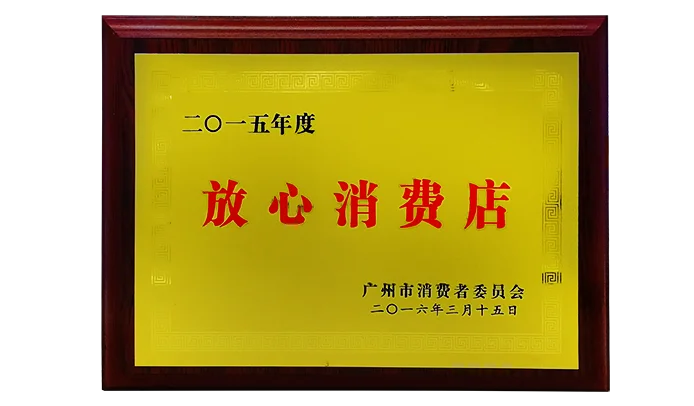 二〇一五年度
放心消费店
广州市消费者委员会
二〇一六年三月十五日